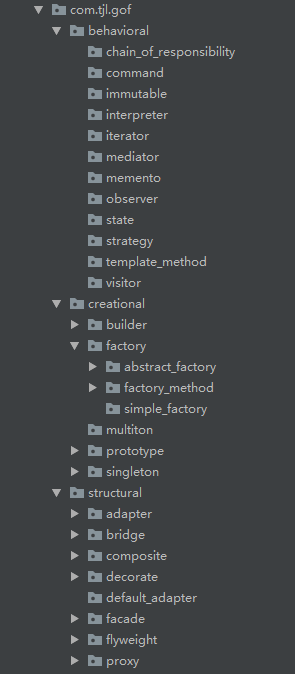 com.tjl.gof
behavioral
chain_of_responsibility
command
immutable
interpreter
iterator
mediator
memento
observer
state
strategy
template_method
visitor
creational
builder
factory
abstract_factory
factory_method
simple_factory
multiton
prototype
singleton
structural
adapter
bridge
composite
decorate
default_adapter
facade
flyweight
proxy